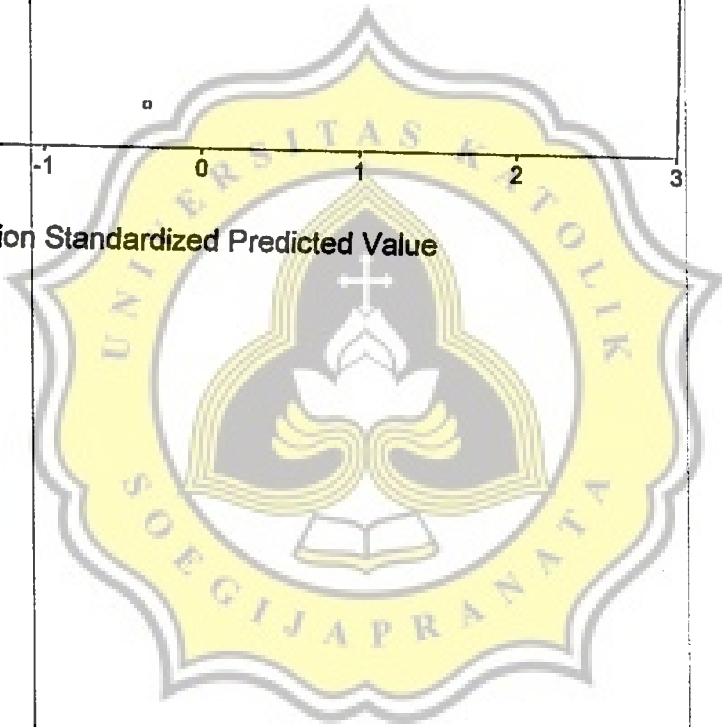 -1 0 1 2 3
ion Standardized Predicted Value
UNIVERSITAS KATOLIK
SOEGIJAPRANATA